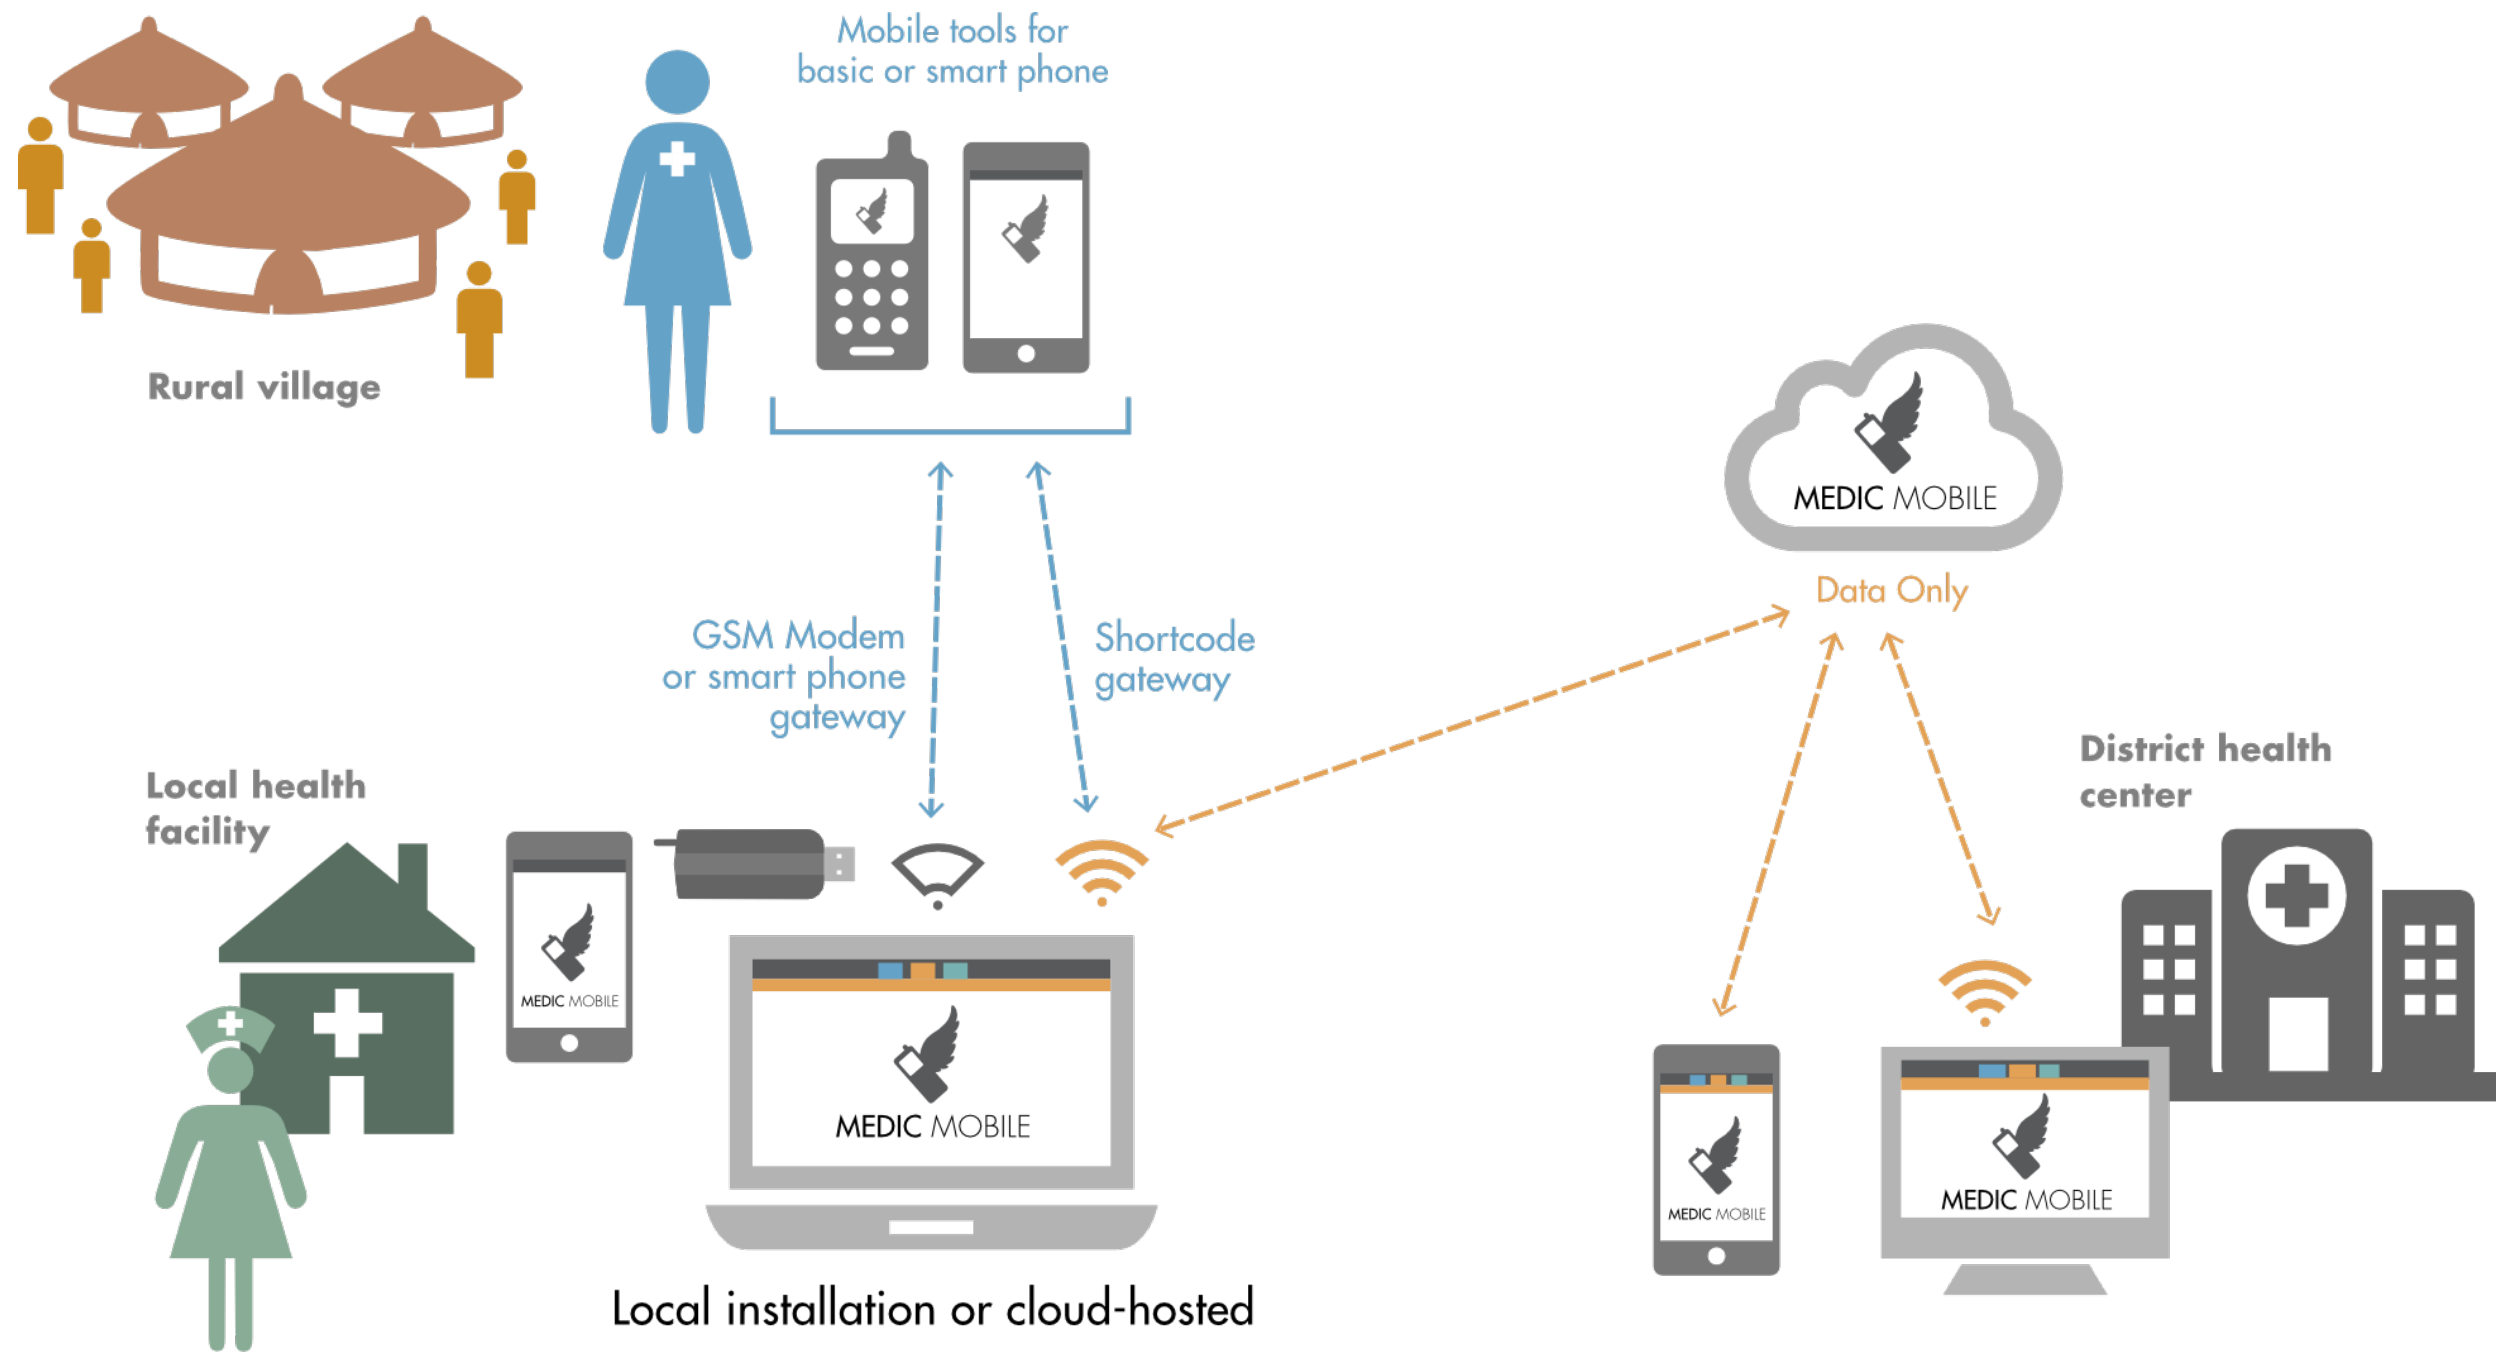 Mobile tools for
basic or smart phone
Rural village
MEDIC MOBILE
Data Only
GSM Modem
or smart phone
gateway
Shortcode
gateway
District health
center
Local health
facility
MEDIC MOBILE
MEDIC MOBILE
MEDIC MOBILE
MEDIC MOBILE
Local installation or cloud-hosted